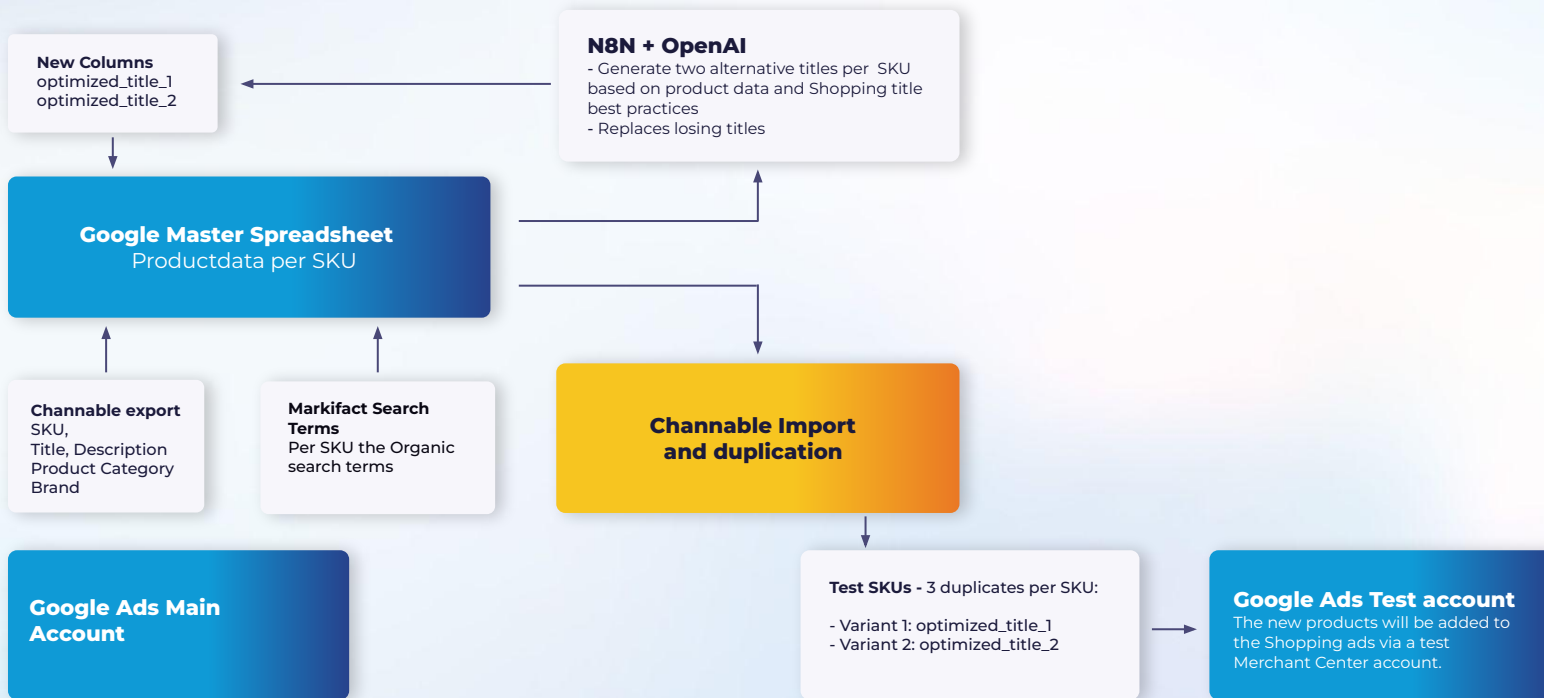 New Columns
optimized_title_1
optimized_title_2
N8N + OpenAI
- Generate two alternative titles per SKU
based on product data and Shopping title
best practices
- Replaces losing titles
Google Master Spreadsheet
Productdata per SKU
Channable export
SKU,
Title, Description
Product Category
Brand
Markifact Search
Terms
Per SKU the Organic
search terms
Channable Import
and duplication
Google Ads Main
Account
Test SKUs - 3 duplicates per SKU:
- Variant 1: optimized_title_1
- Variant 2: optimized_title_2
Google Ads Test account
The new products will be added to
the Shopping ads via a test
Merchant Center account.